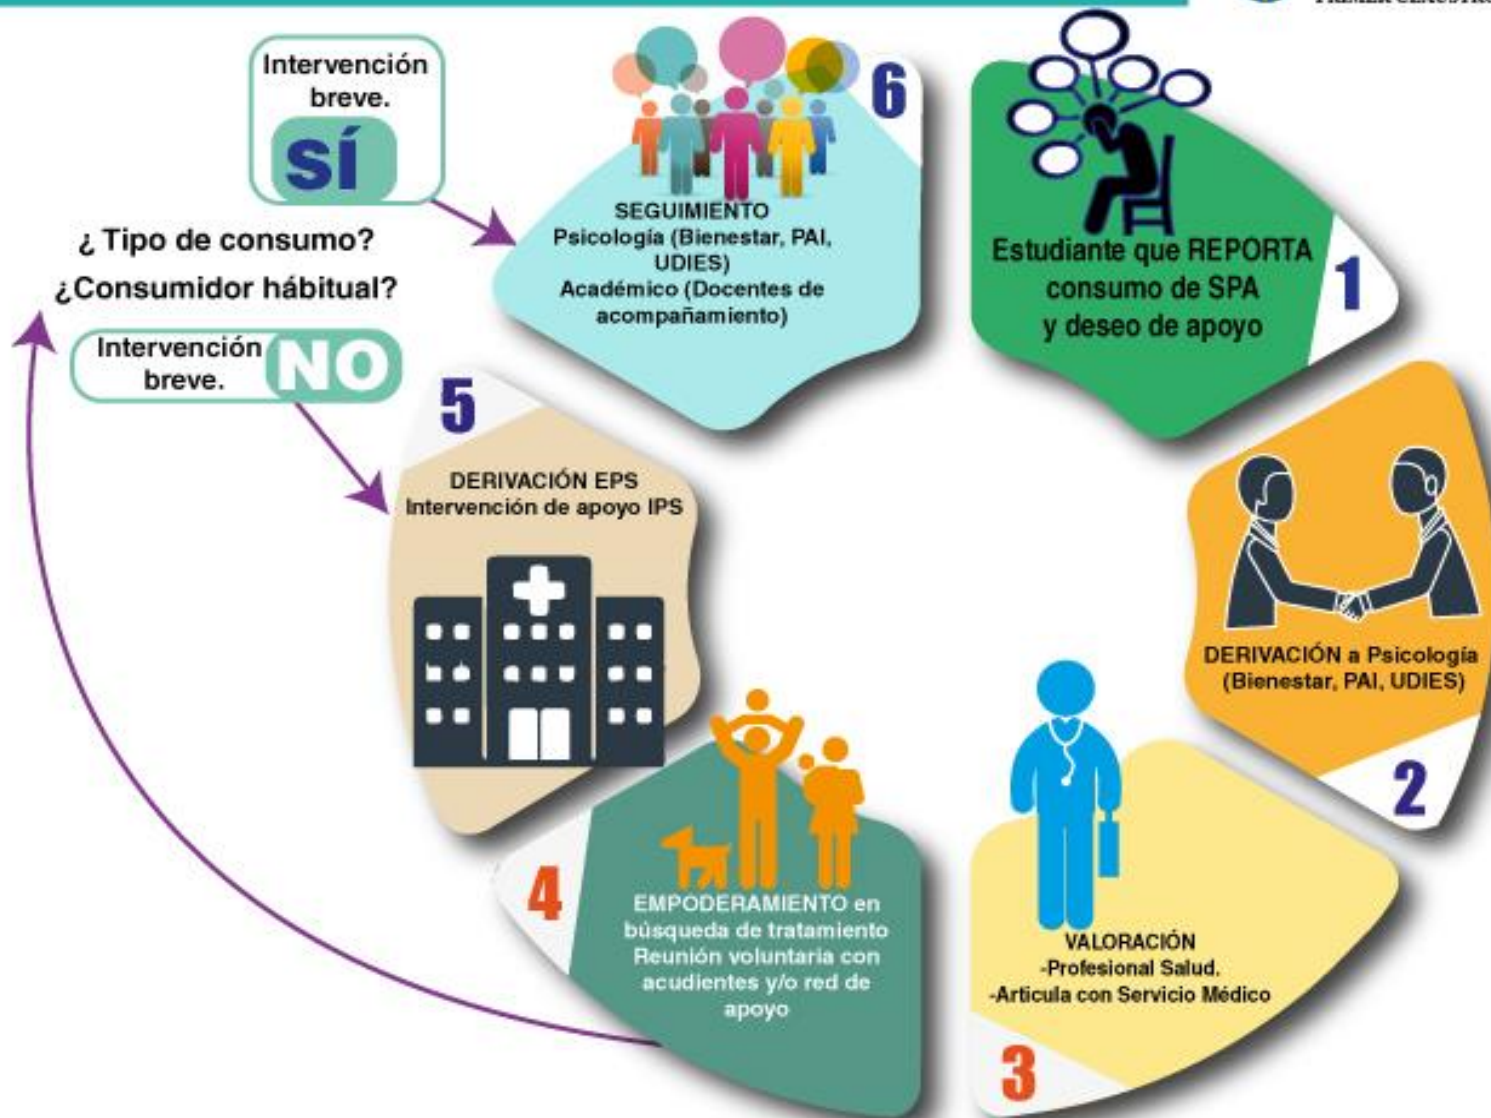 Intervención
breve.
SÍ
¿ Tipo de consumo?
¿Consumidor hábitual?
Intervención
breve.
NO
6
SEGUIMIENTO
Psicología (Bienestar, PAI,
UDIES)
Académico (Docentes de
acompañamiento)
Estudiante que REPORTA
consumo de SPA
y deseo de apoyo
1
DERIVACIÓN a Psicología
(Bienestar, PAI, UDIES)
2
VALORACIÓN
-Profesional Salud.
-Articula con Servicio Médico
3
4
EMPODERAMIENTO en
búsqueda de tratamiento
Reunión voluntaria con
acudientes y/o red de
apoyo
5
DERIVACIÓN EPS
Intervención de apoyo IPS